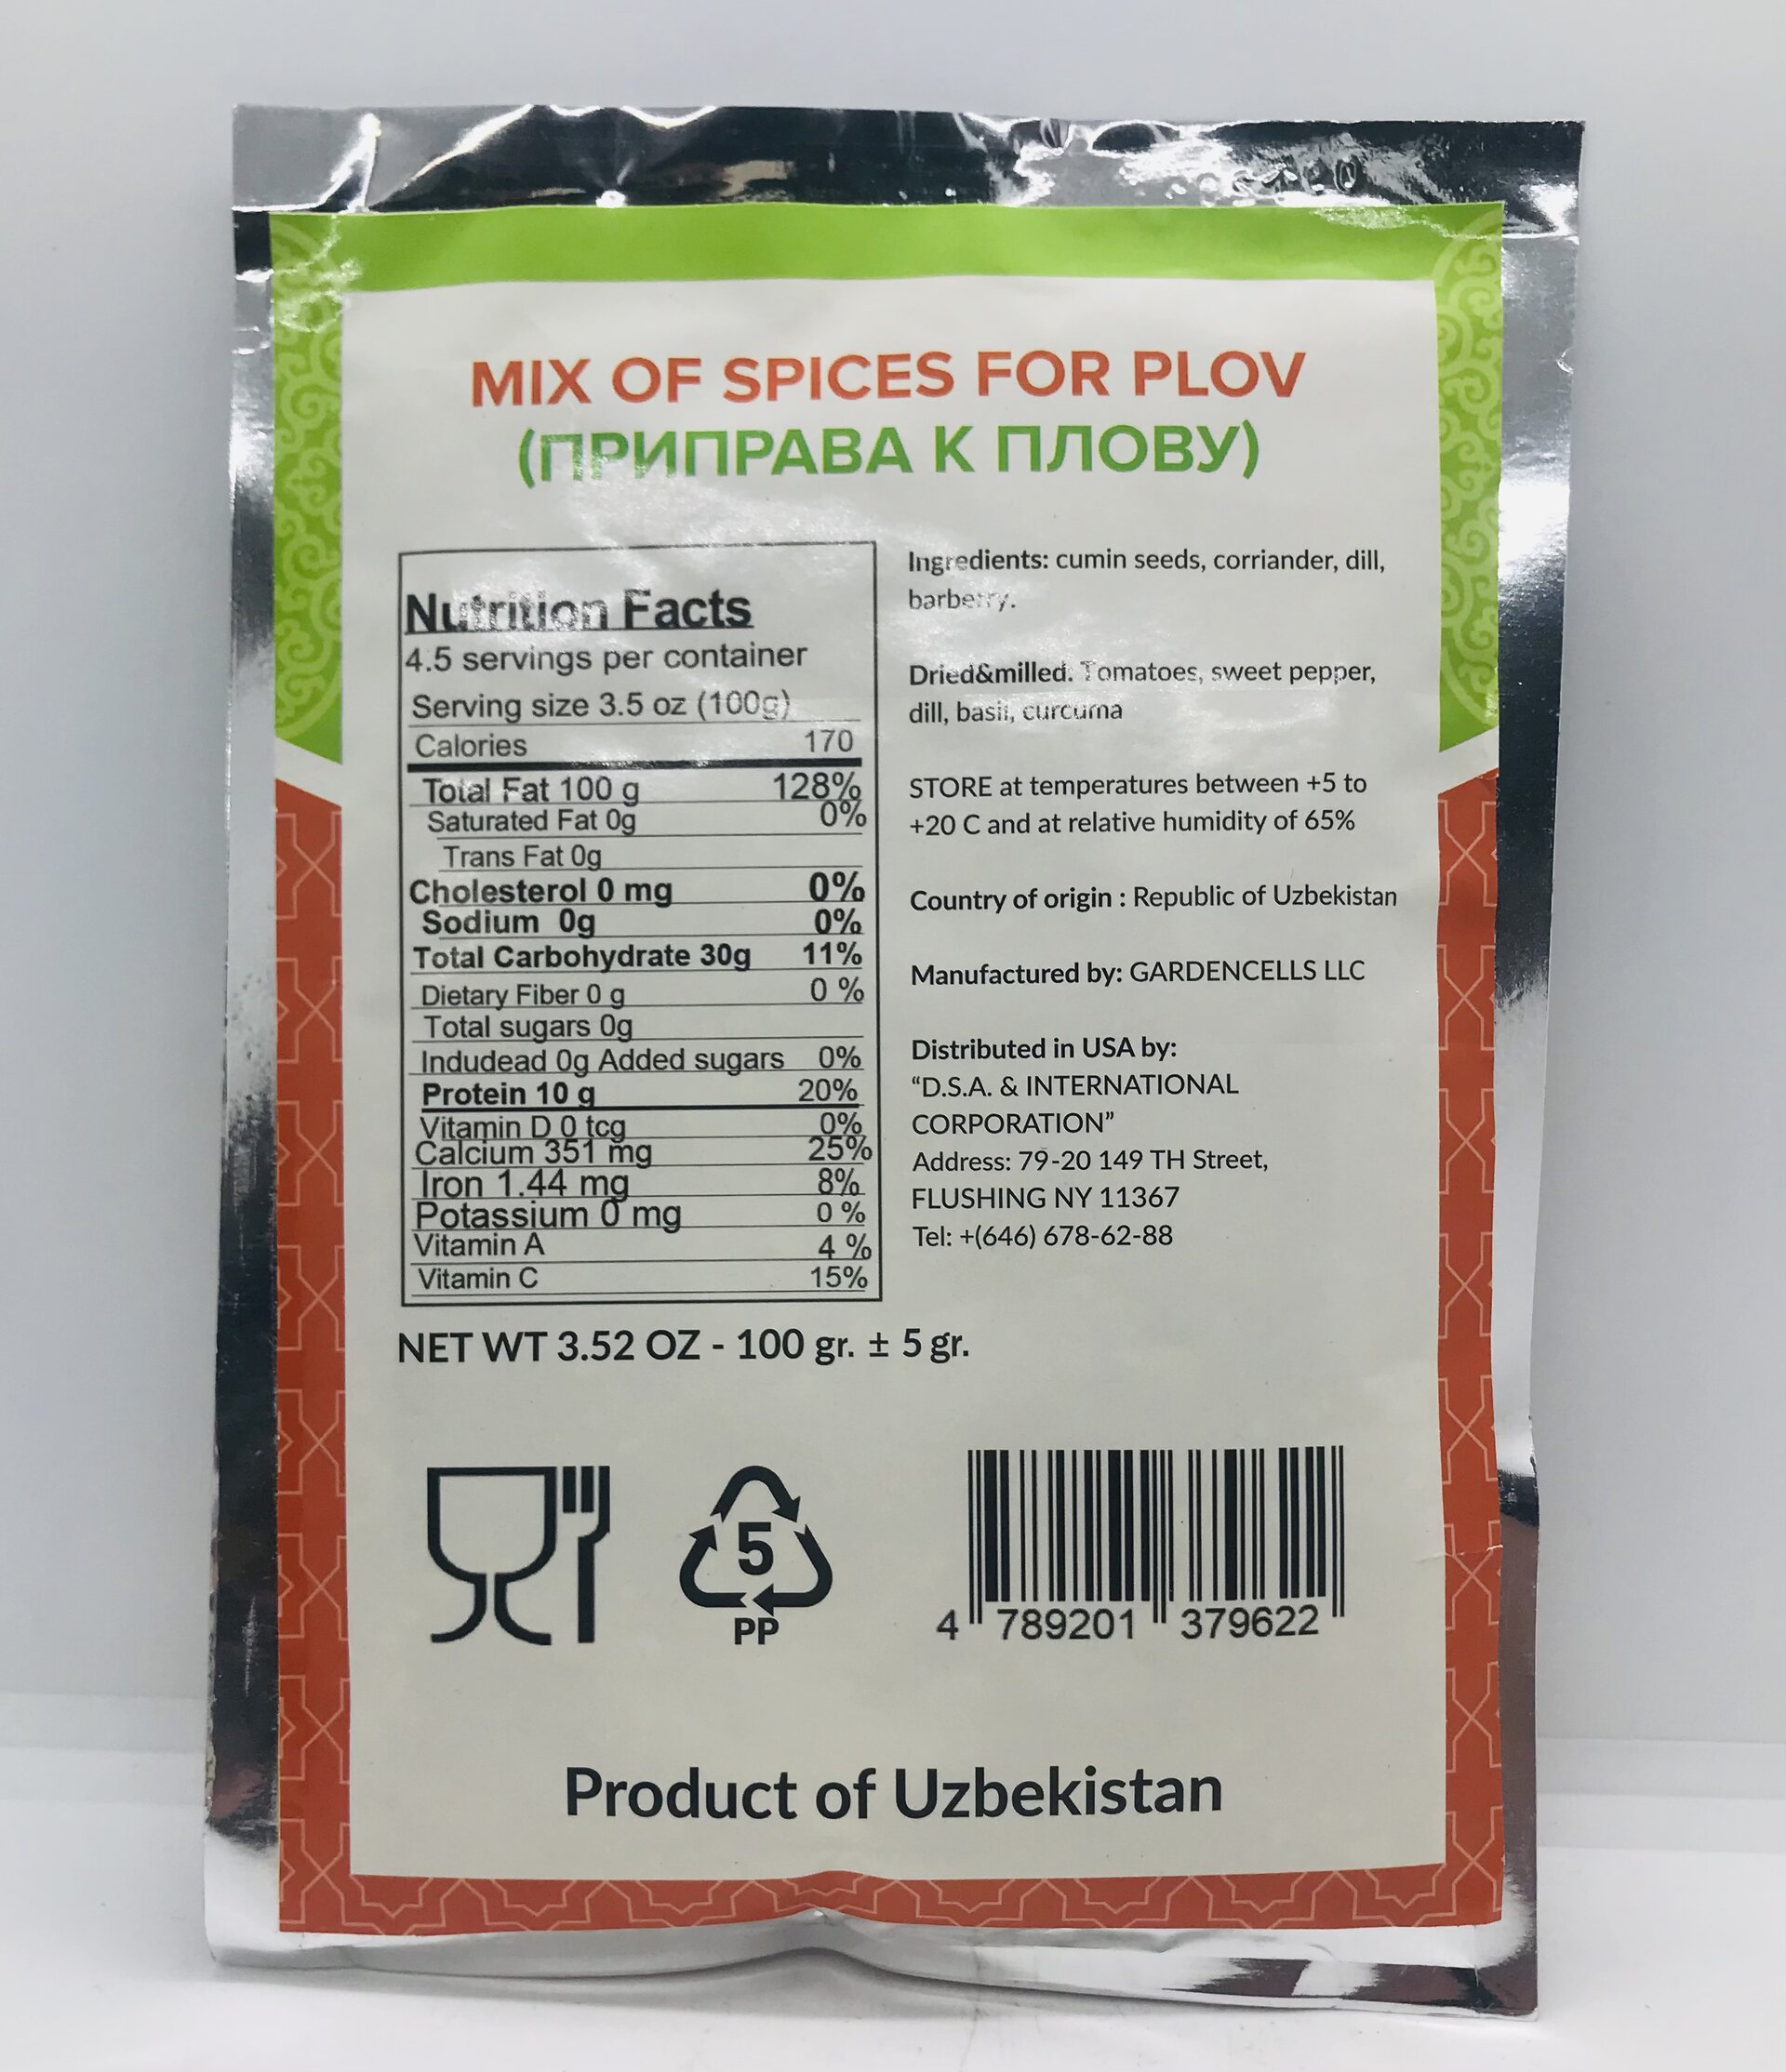 MIX OF SPICES FOR PLOV
(ПРИПРАВА К ПЛОВУ)
Nutrition Facts
4.5 servings per container
Serving size 3.5 oz (100g)
Calories 170
Total Fat 100 g 128%
Saturated Fat 0g 0%
Trans Fat 0g
Cholesterol 0 mg 0%
Sodium 0g 0%
Total Carbohydrate 30g 11%
Dietary Fiber 0 g 0 %
Total sugars 0g
Indudead 0g Added sugars 0%
Protein 10 g 20%
Vitamin D 0 tcg 0%
Calcium 351 mg 25%
Iron 1.44 mg 8%
Potassium 0 mg 0 %
Vitamin A 4 %
Vitamin C 15%
Ingredients: cumin seeds, corriander, dill,
barberry.
Dried&milled. Tomatoes, sweet pepper,
dill, basil, curcuma
STORE at temperatures between +5 to
+20 C and at relative humidity of 65%
Country of origin : Republic of Uzbekistan
Manufactured by: GARDENCELLS LLC
Distributed in USA by:
“D.S.A. & INTERNATIONAL
CORPORATION”
Address: 79-20 149 TH Street,
FLUSHING NY 11367
Tel: +(646) 678-62-88
NET WT 3.52 OZ - 100 gr. ± 5 gr.
5
PP
4 789201 379622
Product of Uzbekistan